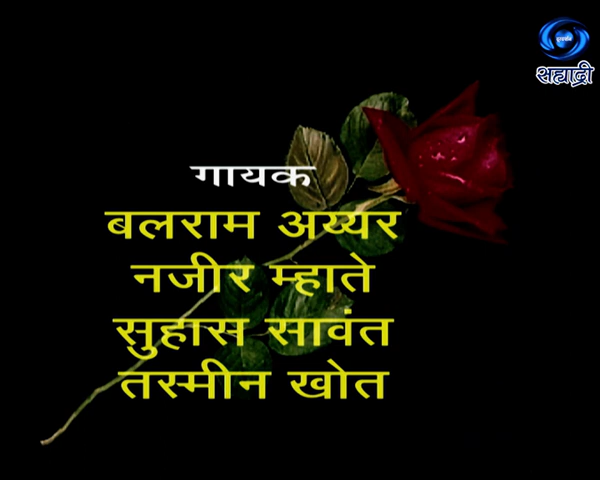 सह्याद्री
गायक
बलराम अय्यर
नजीर म्हाते
सुहास सावंत
तस्मीन खोत